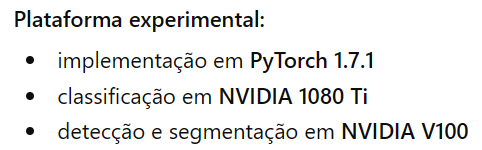 Plataforma experimental:
• implementação em PyTorch 1.7.1
• classificação em NVIDIA 1080 Ti
• detecção e segmentação em NVIDIA V100